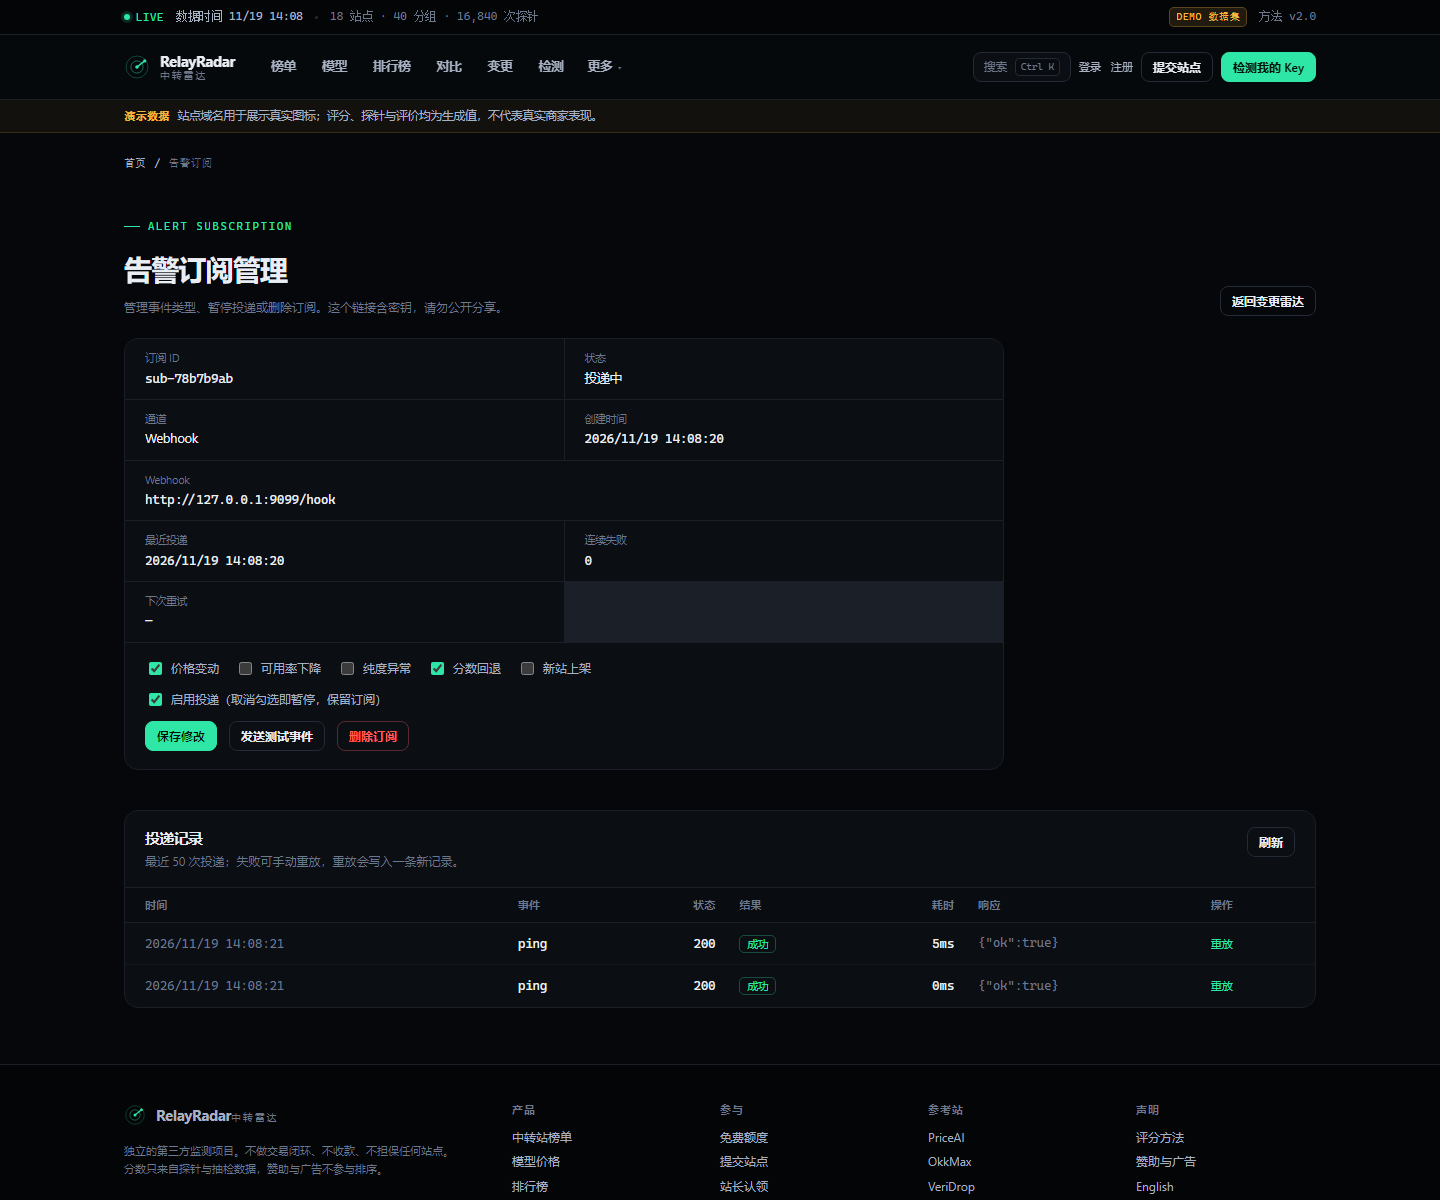 LIVE 数据时间 11/19 14:08 · 18 站点 · 40 分组 · 16,840 次探针 DEMO 数据集 方法 v2.0
RelayRadar 中转雷达 榜单 模型 排行榜 对比 变更 检测 更多 搜索 Ctrl K 登录 注册 提交站点 检测我的 Key
演示数据 站点域名用于展示真实图标；评分、探针与评价均为生成值，不代表真实商家表现。
首页 / 告警订阅
ALERT SUBSCRIPTION
告警订阅管理
管理事件类型、暂停投递或删除订阅。这个链接含密钥，请勿公开分享。
返回变更雷达
订阅 ID 状态
sub-78b7b9ab 投递中
通道 创建时间
Webhook 2026/11/19 14:08:20
Webhook
http://127.0.0.1:9099/hook
最近投递 连续失败
2026/11/19 14:08:20 0
下次重试
—
价格变动 可用率下降 纯度异常 分数回退 新站上架
启用投递（取消勾选即暂停，保留订阅）
保存修改 发送测试事件 删除订阅
投递记录
最近 50 次投递；失败可手动重放，重放会写入一条新记录。
刷新
时间 事件 状态 结果 耗时 响应 操作
2026/11/19 14:08:21 ping 200 成功 5ms {"ok":true} 重放
2026/11/19 14:08:21 ping 200 成功 0ms {"ok":true} 重放
RelayRadar 中转雷达
独立的第三方监测项目。不做交易闭环、不收款、不担保任何站点。
分数只来自探针与抽检数据，赞助与广告不参与排序。
产品
中转站榜单
模型价格
排行榜
参与
免费额度
提交站点
站长认领
参考站
PriceAI
OkkMax
VeriDrop
声明
评分方法
赞助与广告
English